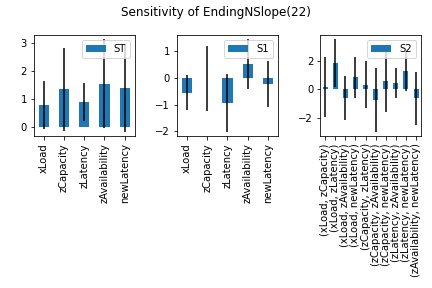 Sensitivity of EndingNSlope(22)
ST
3
2
1
0
xLoad
zCapacity
zLatency
zAvailability
newLatency
S1
1
0
−1
−2
xLoad
zCapacity
zLatency
zAvailability
newLatency
S2
2
0
−2
(xLoad, zCapacity)
(xLoad, zLatency)
(xLoad, zAvailability)
(xLoad, newLatency)
(zCapacity, zLatency)
(zCapacity, zAvailability)
(zCapacity, newLatency)
(zLatency, zAvailability)
(zLatency, newLatency)
(zAvailability, newLatency)